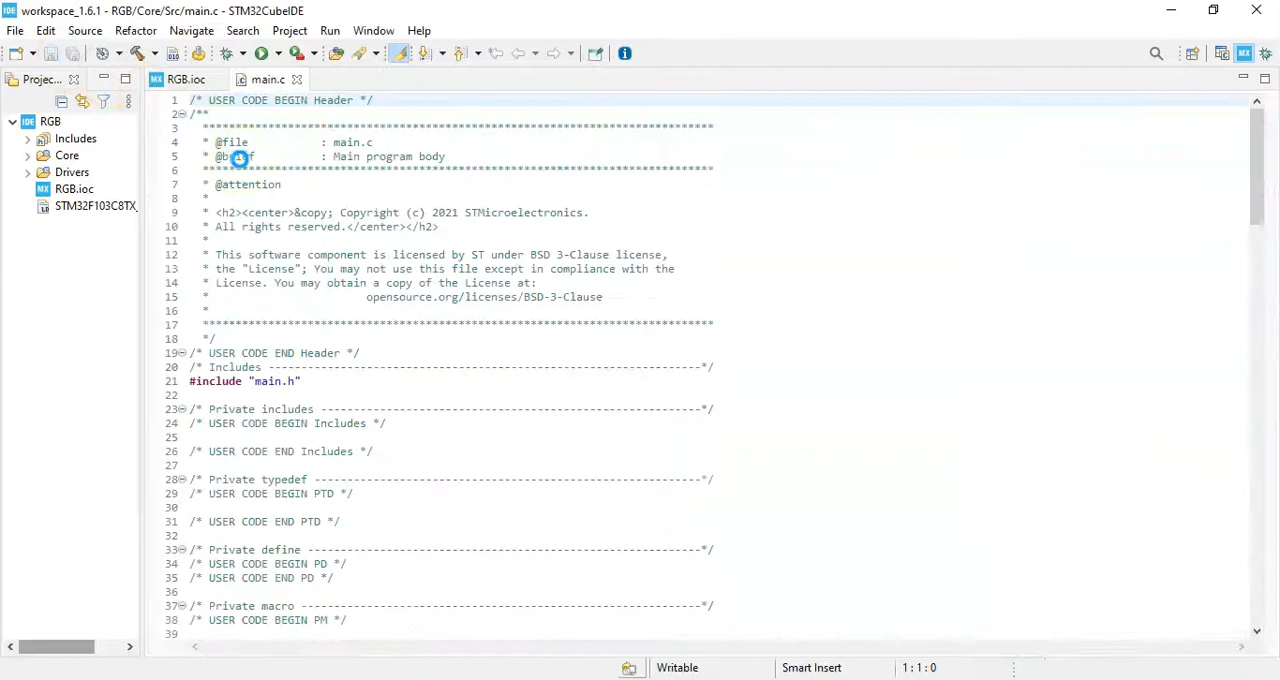 IDE workspace_1.6.1 - RGB/Core/Src/main.c - STM32CubeIDE
File Edit Source Refactor Navigate Search Project Run Window Help
Projec... MX RGB.ioc .c main.c
IDE RGB
Includes
Core
Drivers
MX RGB.ioc
STM32F103C8TX_
1 /* USER CODE BEGIN Header */
2 /**
3 ******************************************************************************
4 * @file : main.c
5 * @brief : Main program body
6 ******************************************************************************
7 * @attention
8 *
9 * <h2><center>&copy; Copyright (c) 2021 STMicroelectronics.
10 * All rights reserved.</center></h2>
11 *
12 * This software component is licensed by ST under BSD 3-Clause license,
13 * the "License"; You may not use this file except in compliance with the
14 * License. You may obtain a copy of the License at:
15 * opensource.org/licenses/BSD-3-Clause
16 *
17 ******************************************************************************
18 */
19 /* USER CODE END Header */
20 /* Includes ------------------------------------------------------------------*/
21 #include "main.h"
22
23 /* Private includes ----------------------------------------------------------*/
24 /* USER CODE BEGIN Includes */
25
26 /* USER CODE END Includes */
27
28 /* Private typedef -----------------------------------------------------------*/
29 /* USER CODE BEGIN PTD */
30
31 /* USER CODE END PTD */
32
33 /* Private define ------------------------------------------------------------*/
34 /* USER CODE BEGIN PD */
35 /* USER CODE END PD */
36
37 /* Private macro -------------------------------------------------------------*/
38 /* USER CODE BEGIN PM */
39
Writable Smart Insert 1 : 1 : 0